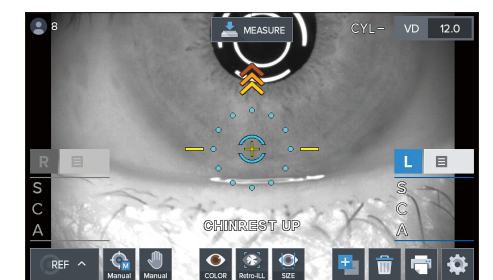 8
MEASURE
CYL−
VD 12.0
R
L
S
C
A
S
C
A
CHINREST UP
REF
M
Manual
Manual
COLOR
Retro-ILL
SIZE